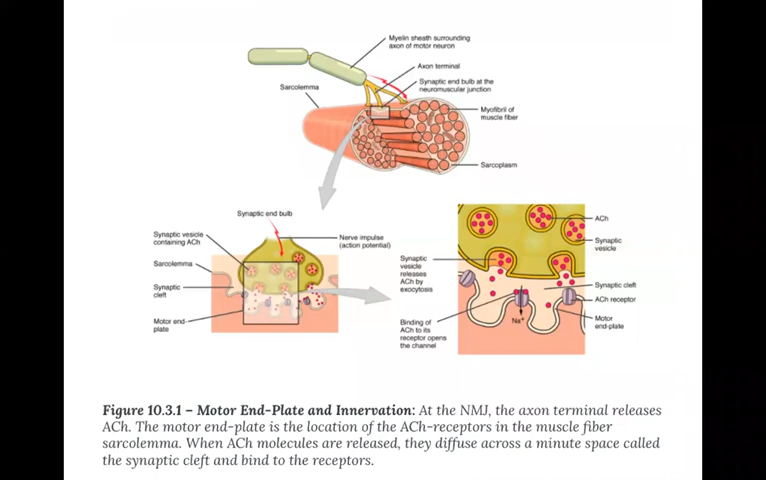 Myelin sheath surrounding
axon of motor neuron
Axon terminal
Synaptic end bulb at the
neuromuscular junction
Sarcolemma
Myofibril of
muscle fiber
Sarcoplasm
Synaptic end bulb
Synaptic vesicle
containing ACh
Nerve impulse
(action potential)
Sarcolemma
Synaptic
cleft
Motor end-
plate
ACh
Synaptic
vesicle
Synaptic
vesicle
releases
ACh by
exocytosis
Synaptic cleft
ACh receptor
Motor
end-plate
Binding of
ACh to its
receptor opens
the channel
Na+
Figure 10.3.1 – Motor End-Plate and Innervation: At the NMJ, the axon terminal releases
ACh. The motor end-plate is the location of the ACh-receptors in the muscle fiber
sarcolemma. When ACh molecules are released, they diffuse across a minute space called
the synaptic cleft and bind to the receptors.